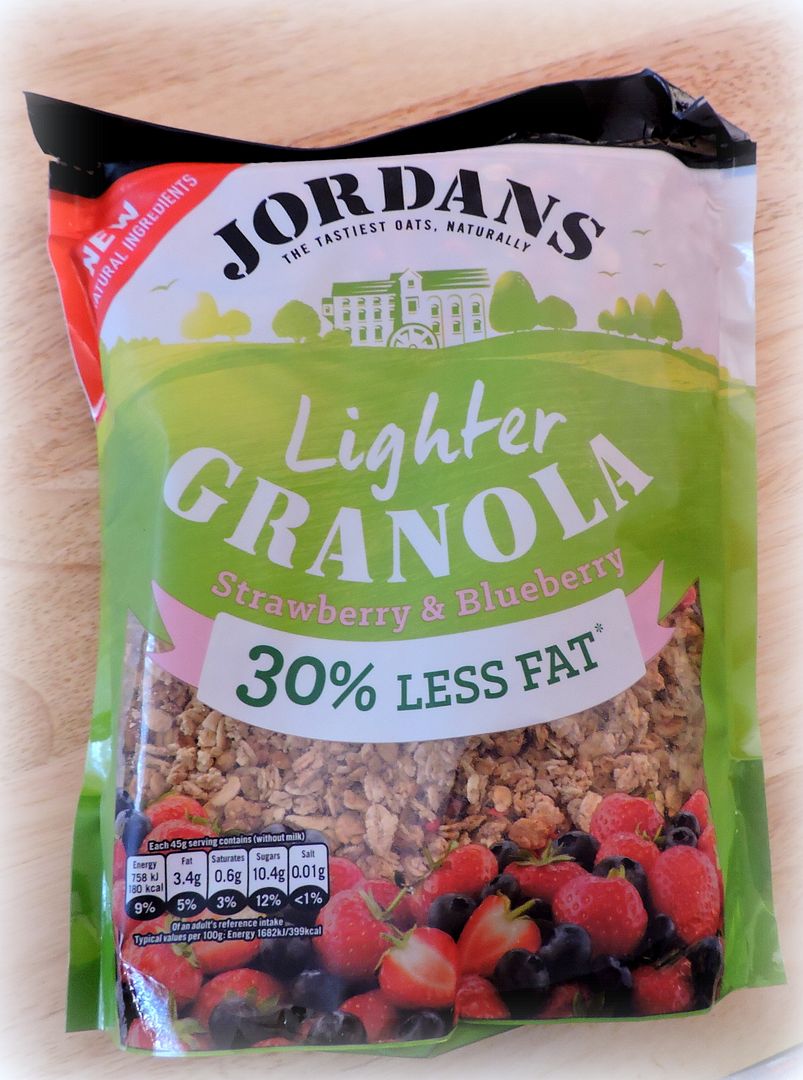 NEW
NATURAL INGREDIENTS
JORDANS
THE TASTIEST OATS, NATURALLY
Lighter
GRANOLA
Strawberry & Blueberry
30% LESS FAT*
Each 45g serving contains (without milk)
Energy Fat Saturates Sugars Salt
758 kJ 3.4g 0.6g 10.4g 0.01g
180 kcal
9% 5% 3% 12% <1%
Of an adult's reference intake
Typical values per 100g: Energy 1682kJ/399kcal